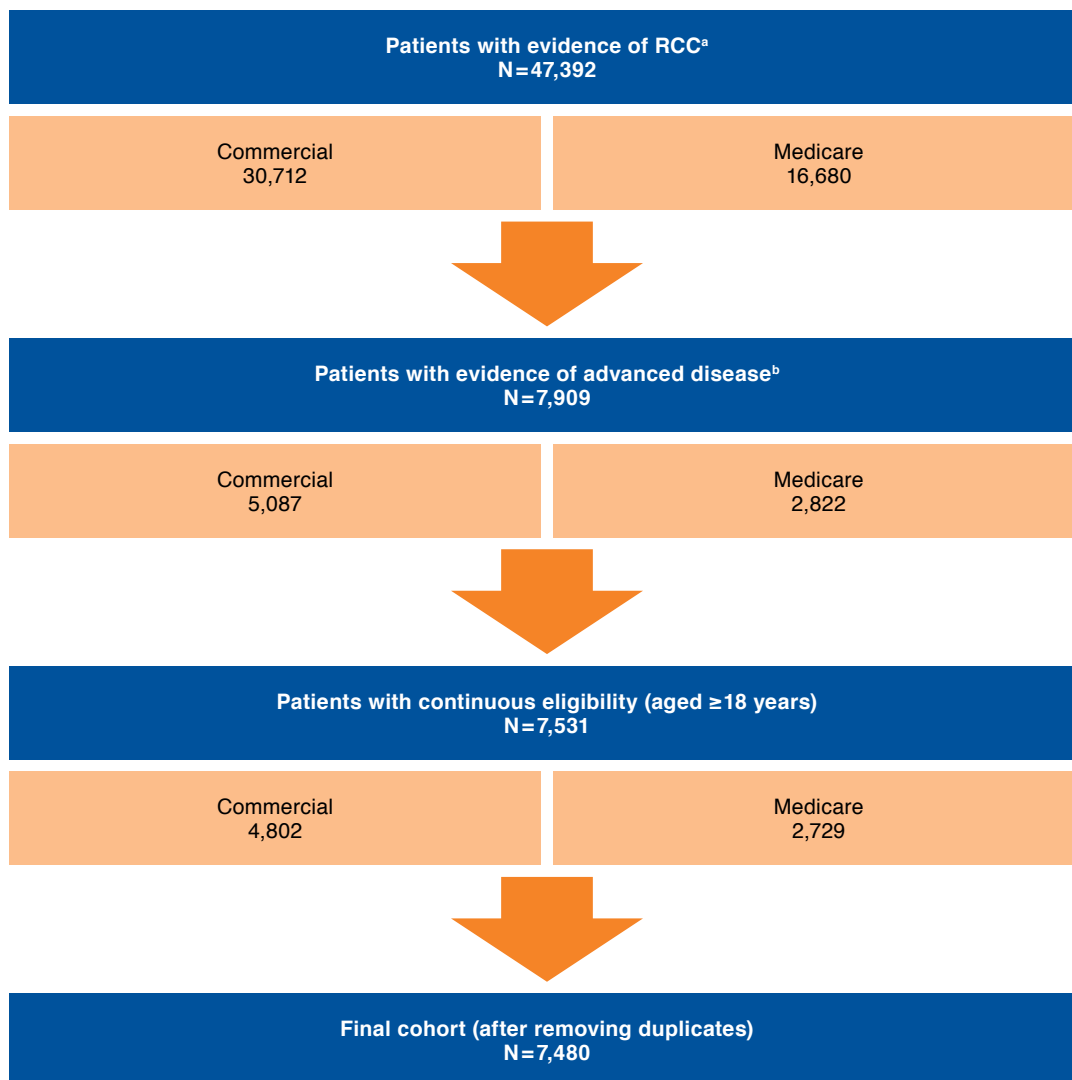 Patients with evidence of RCCᵃ
N=47,392
Commercial
30,712
Medicare
16,680
Patients with evidence of advanced diseaseᵇ
N=7,909
Commercial
5,087
Medicare
2,822
Patients with continuous eligibility (aged ≥18 years)
N=7,531
Commercial
4,802
Medicare
2,729
Final cohort (after removing duplicates)
N=7,480